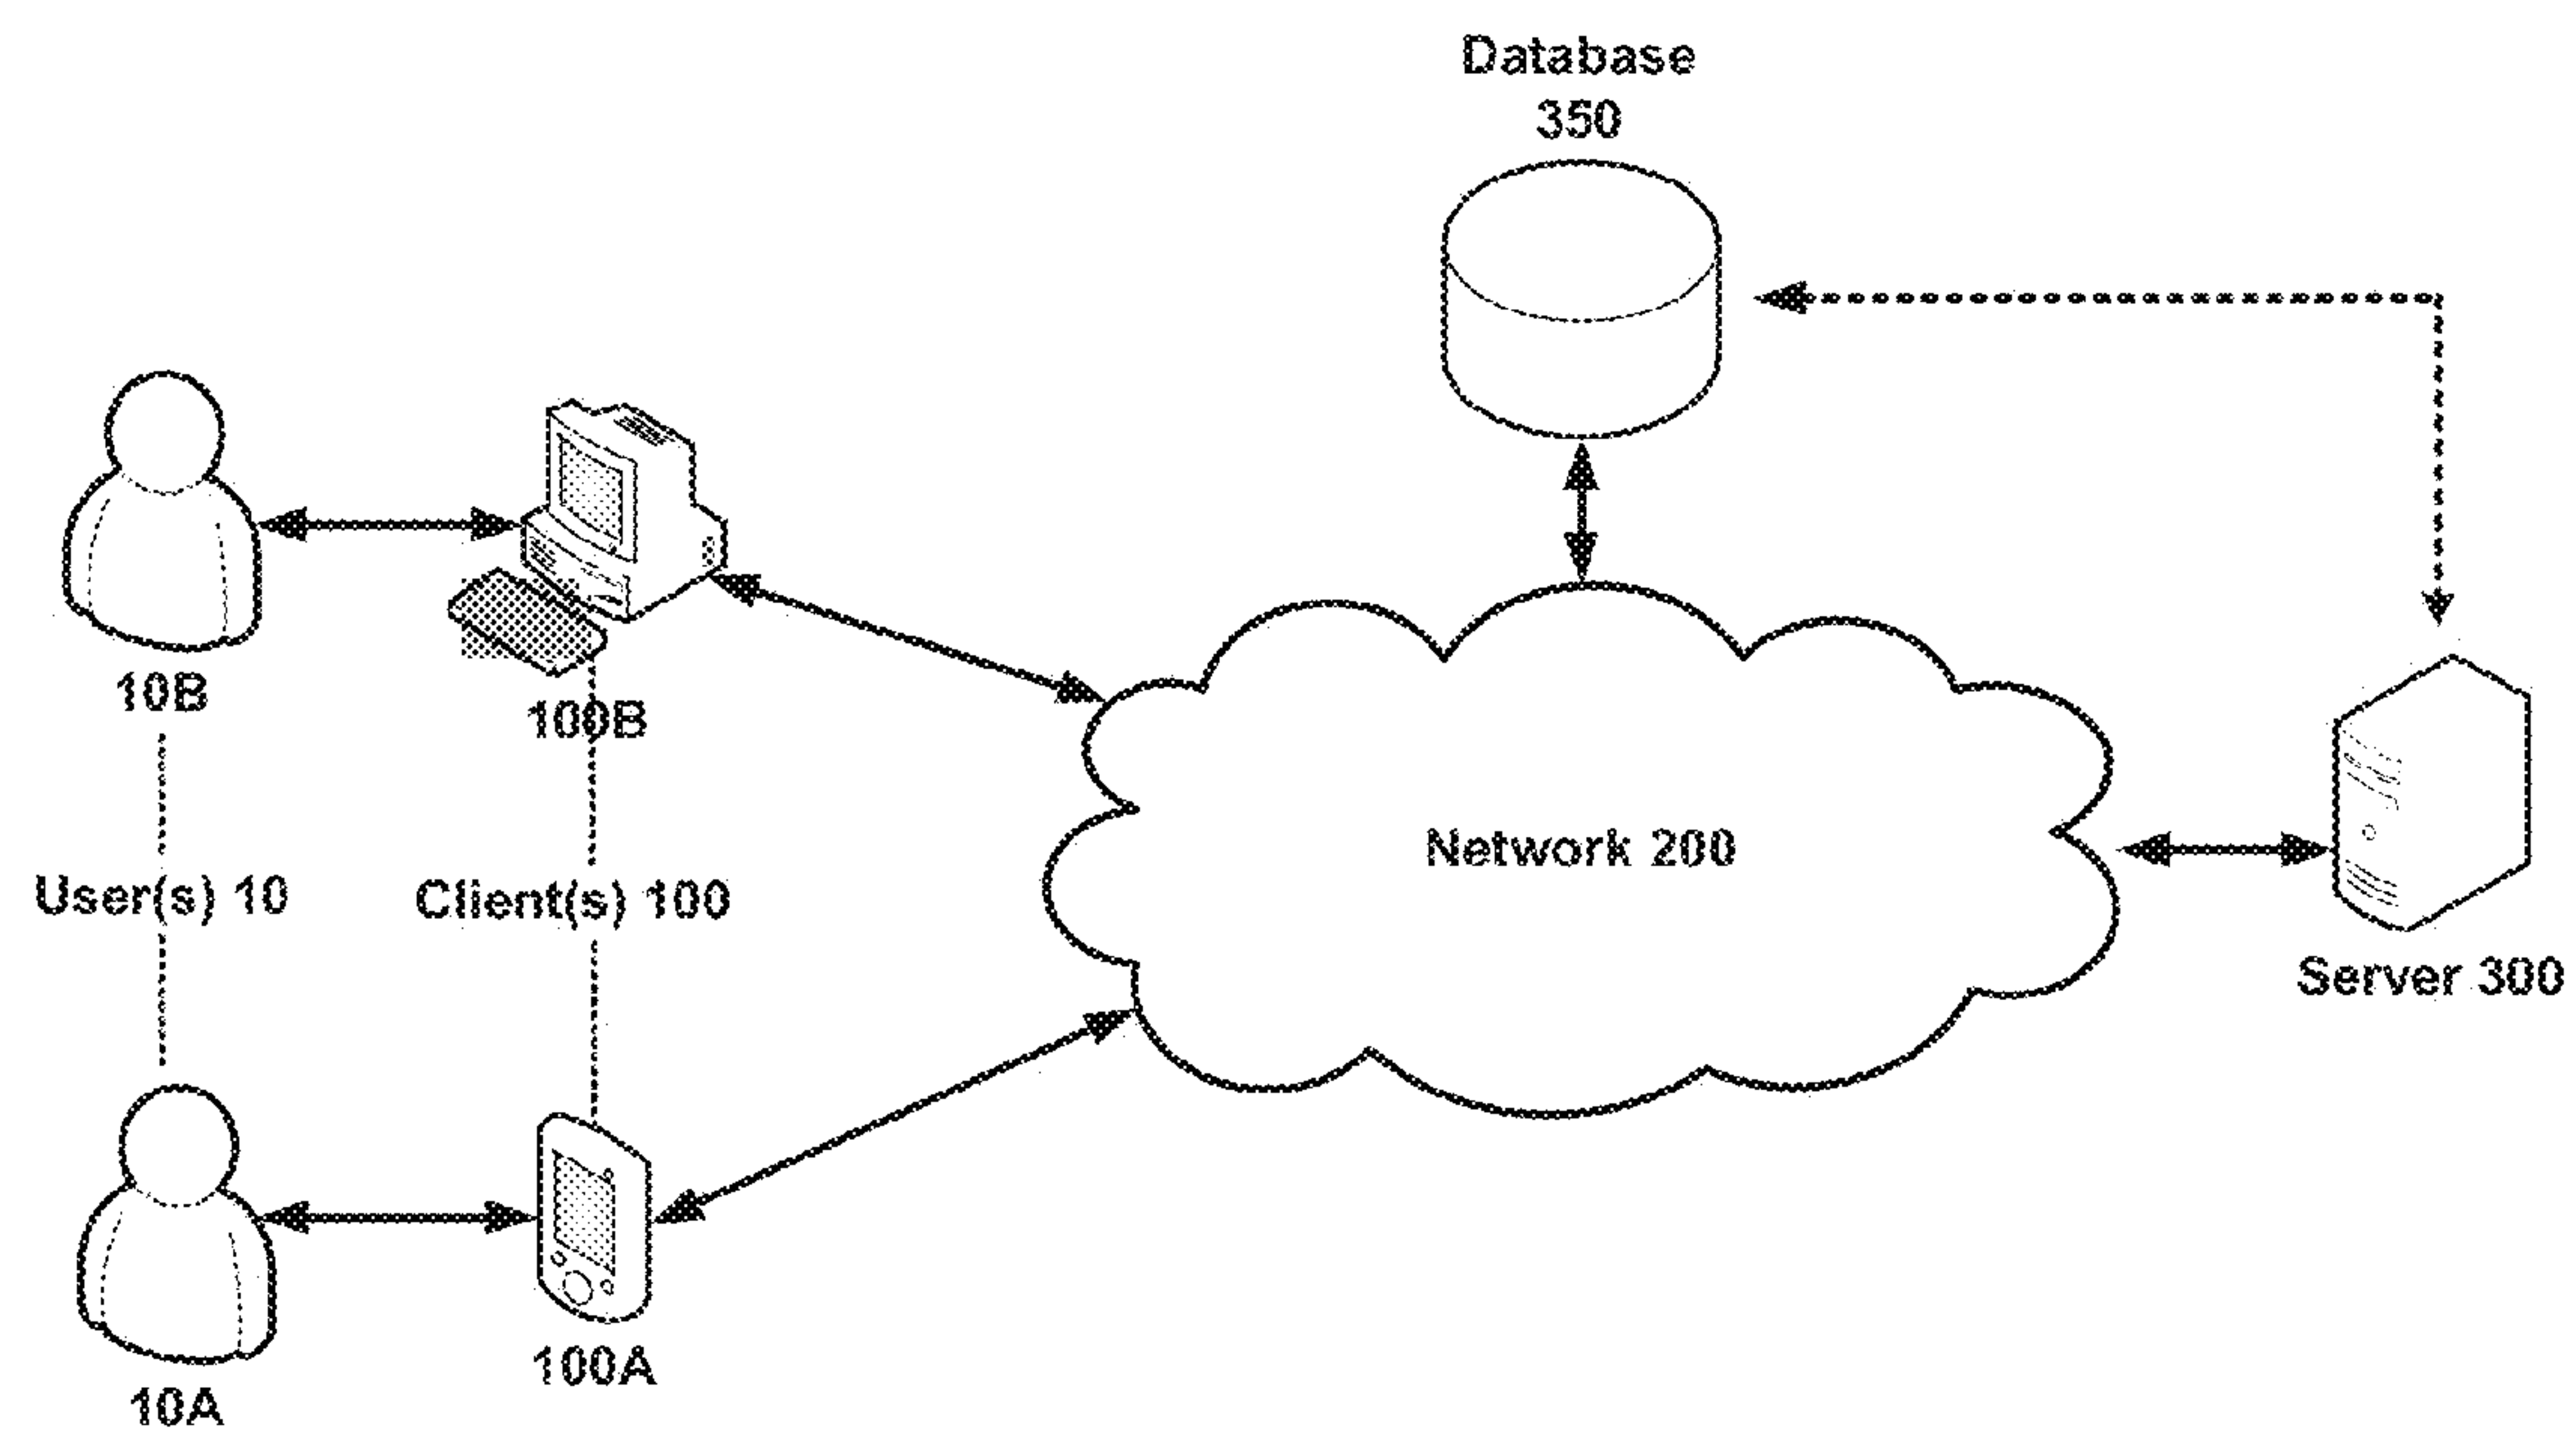 Database
350
10B
100B
Network 200
User(s) 10
Client(s) 100
Server 300
100A
10A